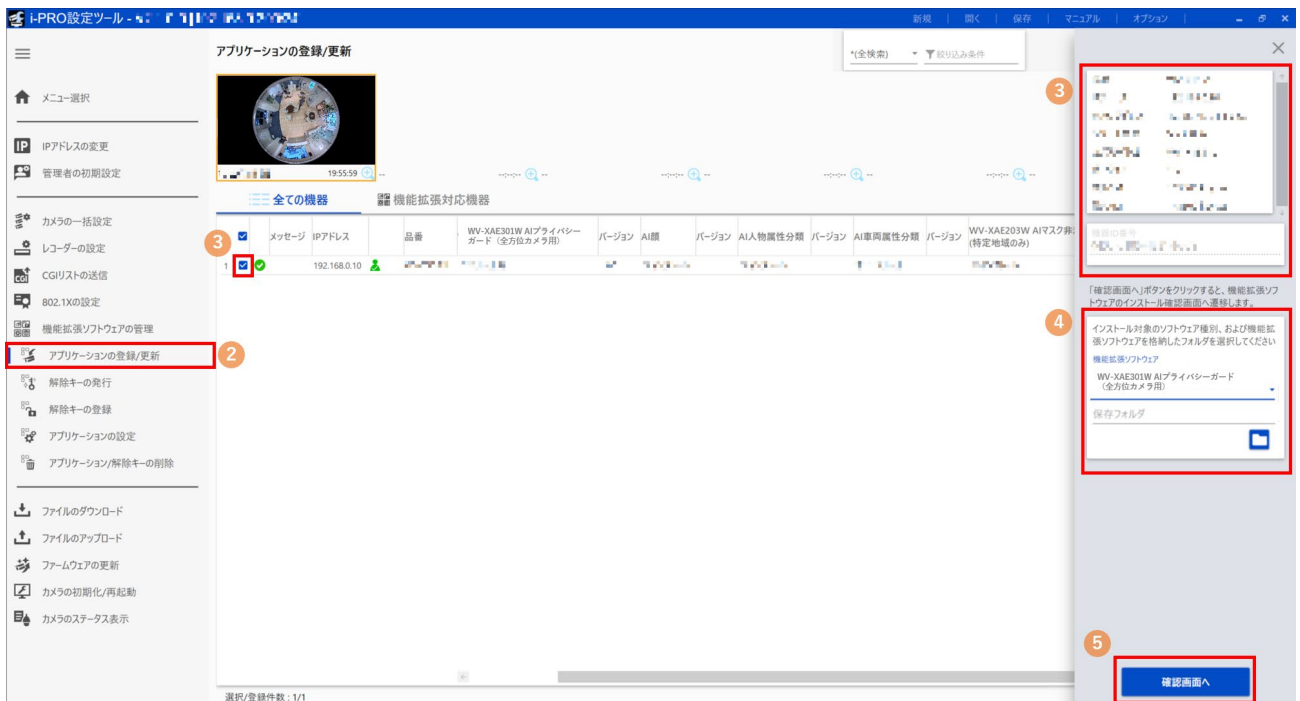 i-PRO設定ツール -
新規 | 開く | 保存 | マニュアル | オプション |
アプリケーションの登録/更新
*(全検索)
絞り込み条件
メニュー選択
IPアドレスの変更
管理者の初期設定
カメラの一括設定
レコーダーの設定
CGIリストの送信
802.1Xの設定
機能拡張ソフトウェアの管理
アプリケーションの登録/更新
2
解除キーの発行
解除キーの登録
アプリケーションの設定
アプリケーション/解除キーの削除
ファイルのダウンロード
ファイルのアップロード
ファームウェアの更新
カメラの初期化/再起動
カメラのステータス表示
19:55:59
--
--:--:-- --
--:--:-- --
--:--:-- --
--:--:-- --
全ての機器
機能拡張対応機器
3
メッセージ IPアドレス 品番 WV-XAE301W AIプライバシーガード（全方位カメラ用） バージョン AI顔 バージョン AI人物属性分類 バージョン AI車両属性分類 バージョン WV-XAE203W AIマスク非
(特定地域のみ)
1 192.168.0.10
選択/登録件数 : 1/1
3
機器ID番号
「確認画面へ」ボタンをクリックすると、機能拡張ソフ
トウェアのインストール確認画面へ遷移します。
4
インストール対象のソフトウェア種別、および機能拡
張ソフトウェアを格納したフォルダを選択してください
機能拡張ソフトウェア
WV-XAE301W AIプライバシーガード
（全方位カメラ用）
保存フォルダ
5
確認画面へ